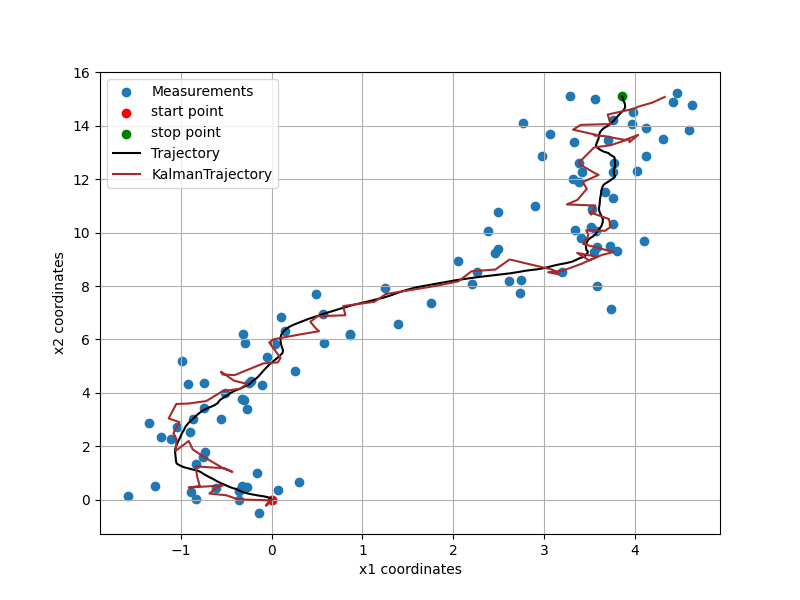 Measurements
start point
stop point
Trajectory
KalmanTrajectory
16
14
12
10
8
6
4
2
0
x2 coordinates
−1 0 1 2 3 4
x1 coordinates